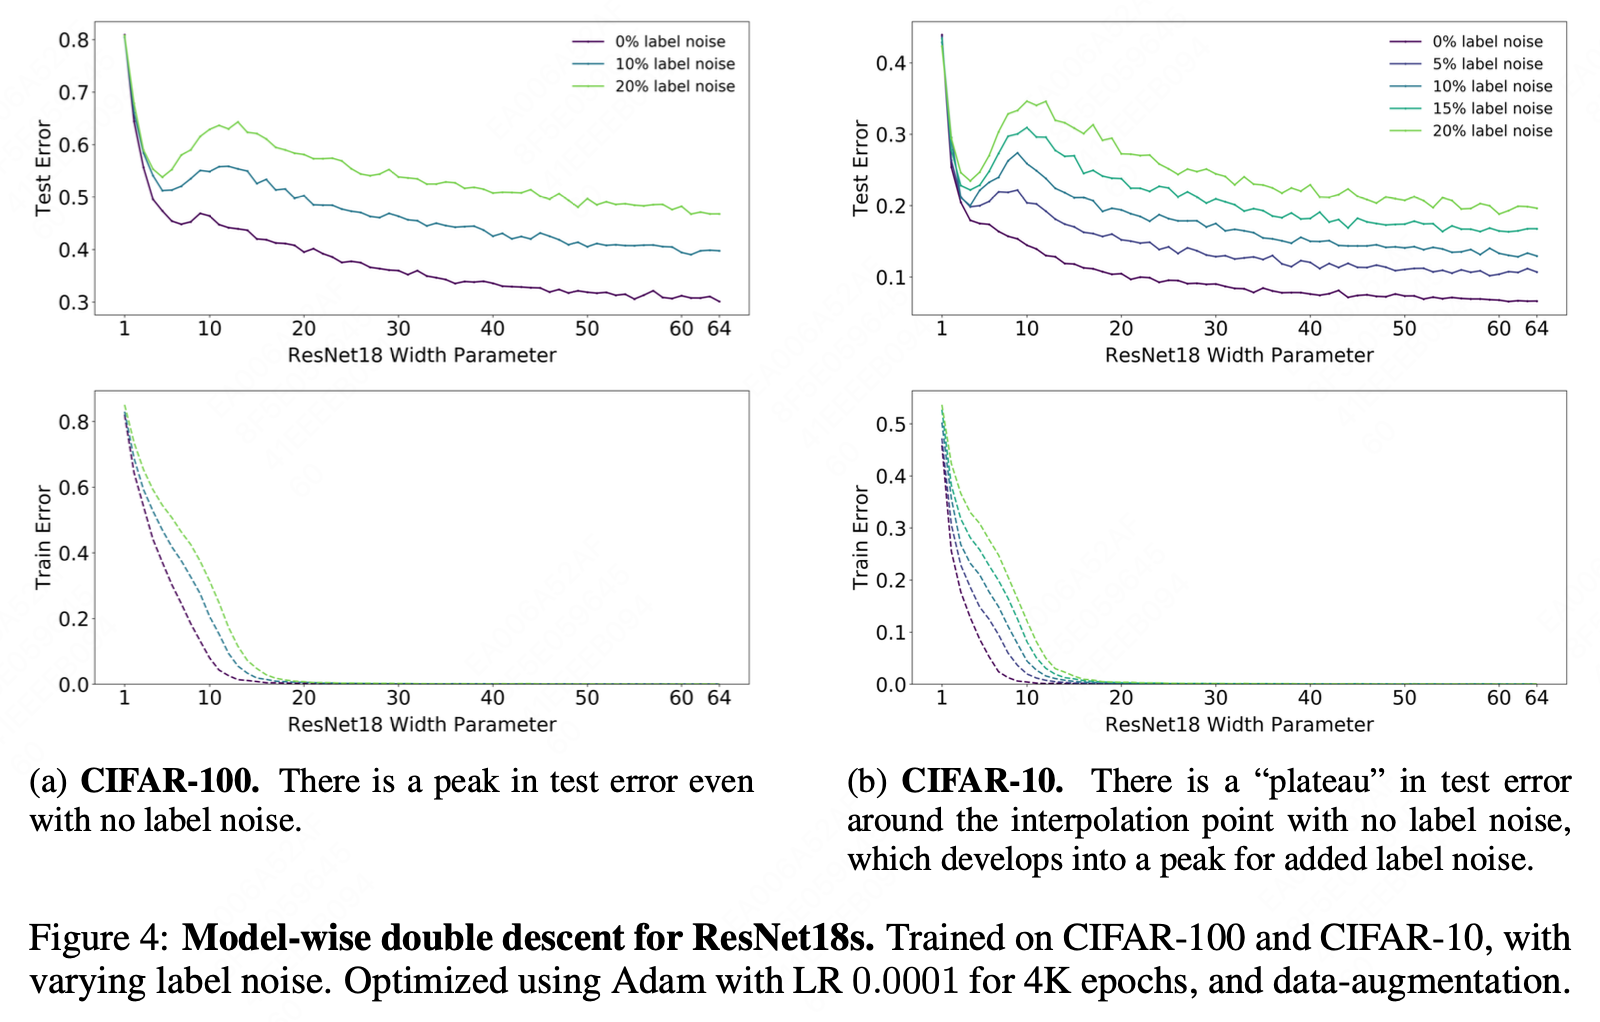 0% label noise
10% label noise
20% label noise
Test Error
0.8
0.7
0.6
0.5
0.4
0.3
1 10 20 30 40 50 60 64
ResNet18 Width Parameter
0% label noise
5% label noise
10% label noise
15% label noise
20% label noise
Test Error
0.4
0.3
0.2
0.1
1 10 20 30 40 50 60 64
ResNet18 Width Parameter
Train Error
0.8
0.6
0.4
0.2
0.0
1 10 20 30 40 50 60 64
ResNet18 Width Parameter
Train Error
0.5
0.4
0.3
0.2
0.1
0.0
1 10 20 30 40 50 60 64
ResNet18 Width Parameter
(a) CIFAR-100. There is a peak in test error even
with no label noise.
(b) CIFAR-10. There is a “plateau” in test error
around the interpolation point with no label noise,
which develops into a peak for added label noise.
Figure 4: Model-wise double descent for ResNet18s. Trained on CIFAR-100 and CIFAR-10, with
varying label noise. Optimized using Adam with LR 0.0001 for 4K epochs, and data-augmentation.